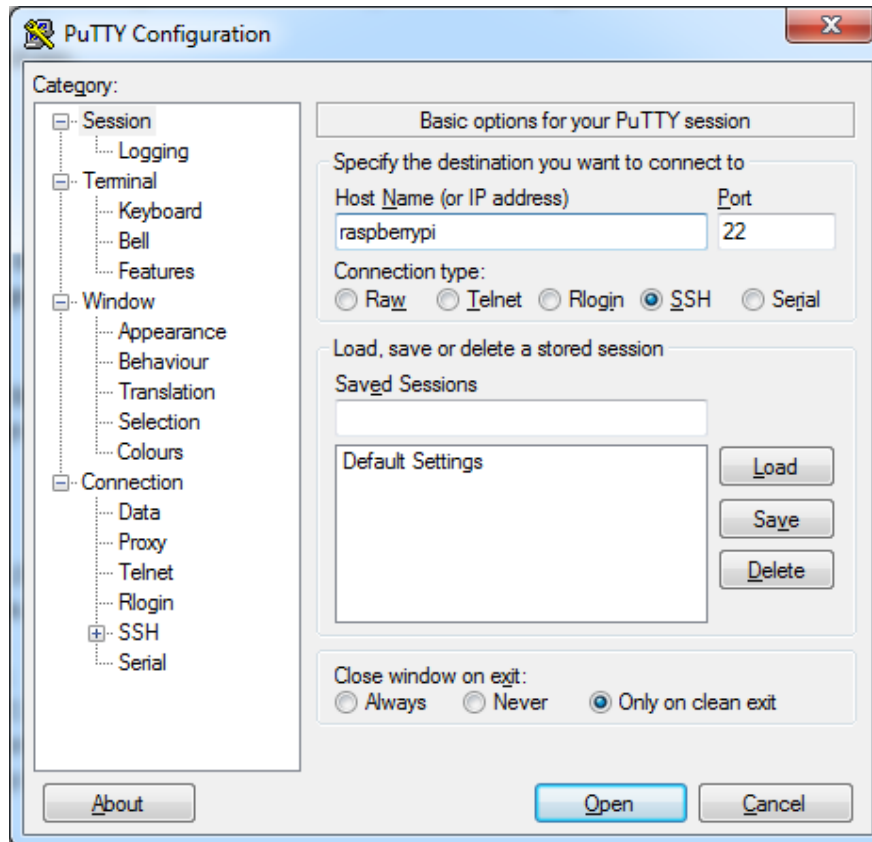 PuTTY Configuration
Category:
Session
Logging
Terminal
Keyboard
Bell
Features
Window
Appearance
Behaviour
Translation
Selection
Colours
Connection
Data
Proxy
Telnet
Rlogin
SSH
Serial
Basic options for your PuTTY session
Specify the destination you want to connect to
Host Name (or IP address) Port
raspberrypi 22
Connection type:
Raw Telnet Rlogin SSH Serial
Load, save or delete a stored session
Saved Sessions
Default Settings
Load
Save
Delete
Close window on exit:
Always Never Only on clean exit
About Open Cancel